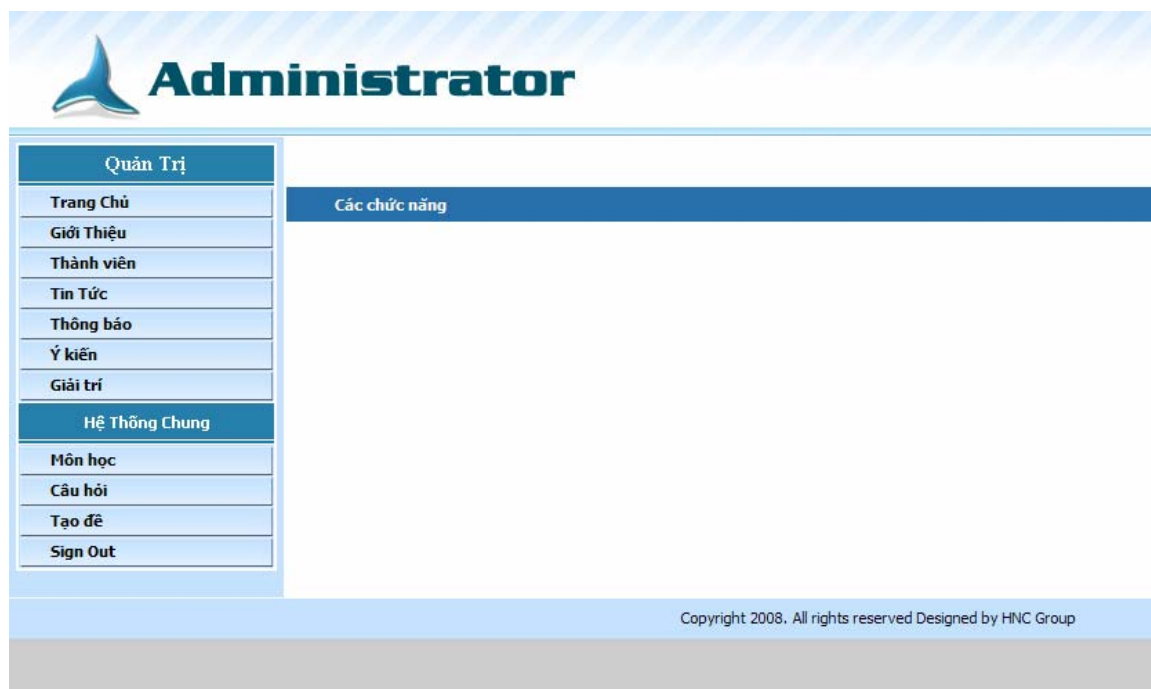 Administrator
Quản Trị
Trang Chủ
Giới Thiệu
Thành viên
Tin Tức
Thông báo
Ý kiến
Giải trí
Hệ Thống Chung
Môn học
Câu hỏi
Tạo đề
Sign Out
Các chức năng
Copyright 2008. All rights reserved Designed by HNC Group